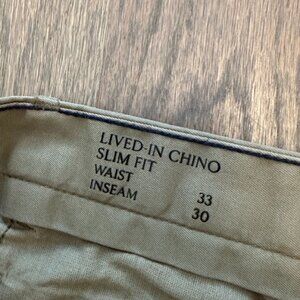 LIVED-IN CHINO
SLIM FIT
WAIST 33
INSEAM 30